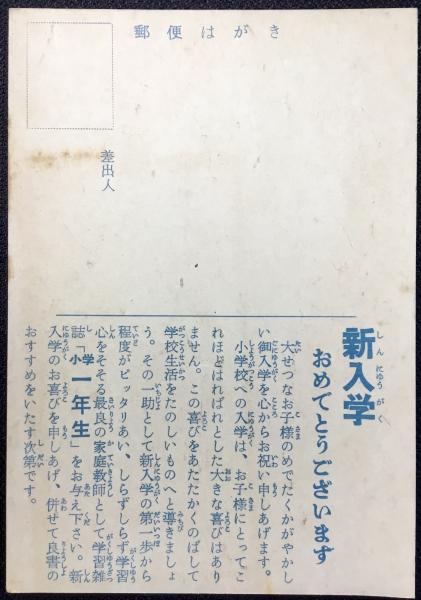 郵便はがき
差出人
新入学
おめでとうございます
大せつなお子様のめでたくかがやかし
い御入学を心からお祝い申しあげます。
小学校への入学は、お子様にとってこ
れほどはればれとした大きな喜びはあり
ません。この喜びをあたたかくのばして
学校生活をたのしいものへと導きましょ
う。その一助として新入学の第一歩から
程度がピッタリあい、しらずしらず学習
心をそそる最良の家庭教師として学習雑
誌「小学一年生」をお与え下さい。新
入学のお喜びを申しあげ、併せて良書の
おすすめをいたす次第です。